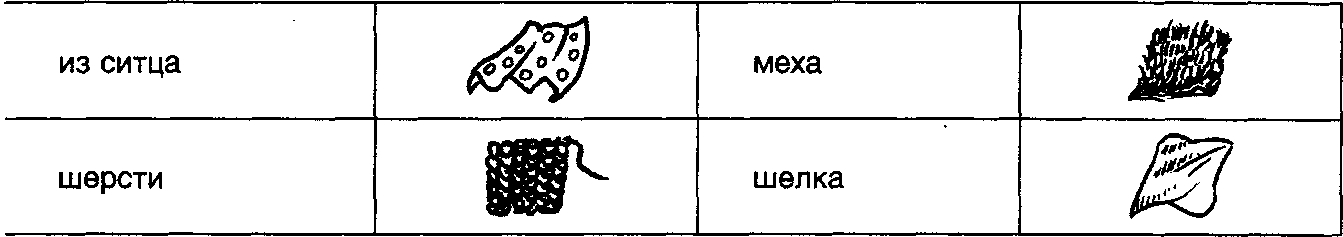 из ситца
меха
шерсти
шелка